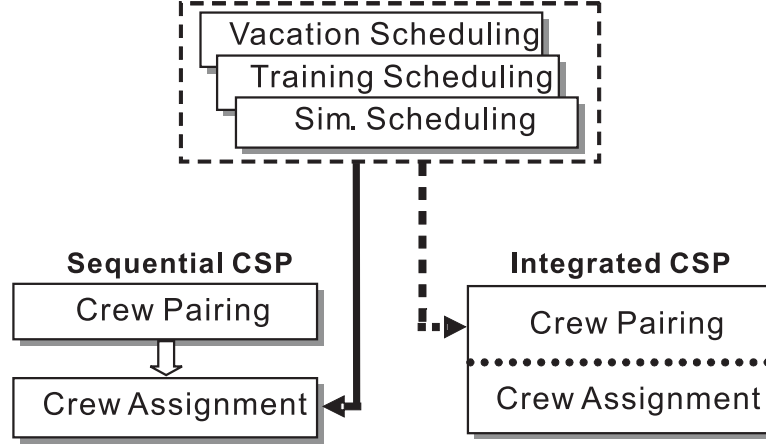 Vacation Scheduling
Training Scheduling
Sim. Scheduling
Sequential CSP
Crew Pairing
Crew Assignment
Integrated CSP
Crew Pairing
Crew Assignment